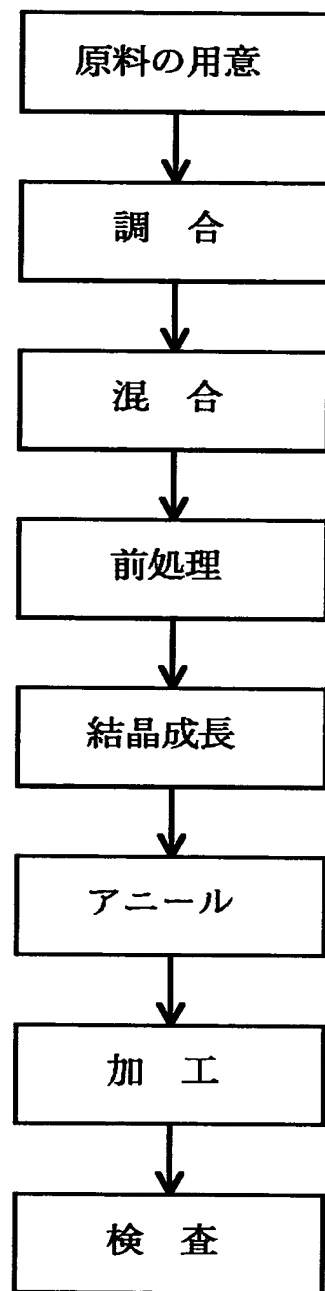 原料の用意
調　合
混　合
前処理
結晶成長
アニール
加　工
検　査